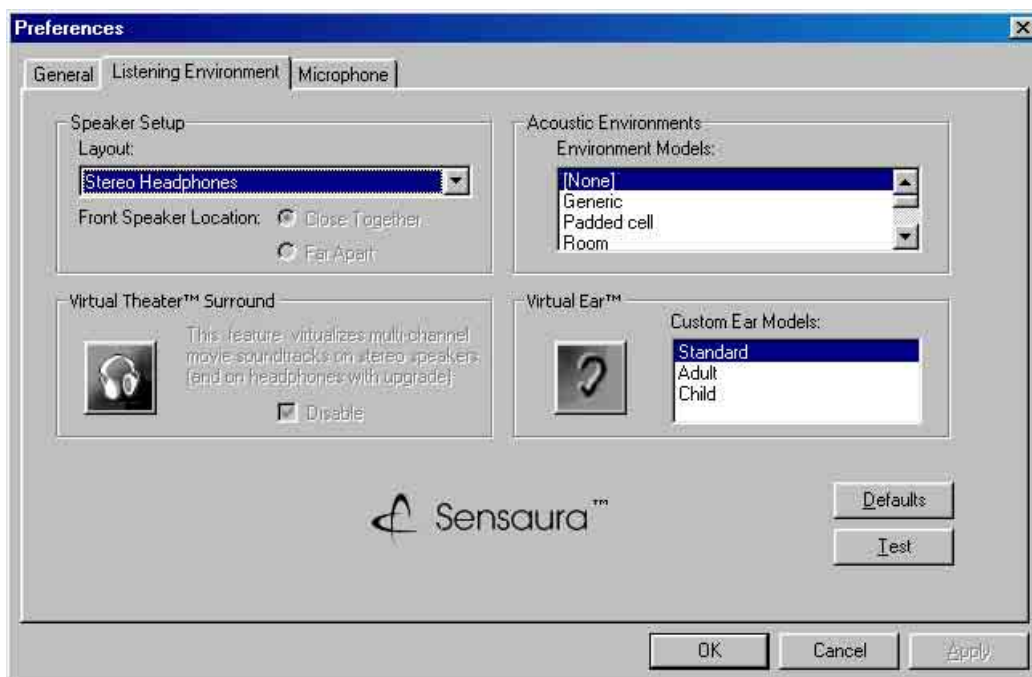 Preferences
General Listening Environment Microphone
Speaker Setup
Layout:
Stereo Headphones
Front Speaker Location: Close Together
Far Apart
Acoustic Environments
Environment Models:
[None]
Generic
Padded cell
Room
Virtual Theater™ Surround
This feature virtualizes multi-channel
movie soundtracks on stereo speakers
(and on headphones with upgrade)
Disable
Virtual Ear™
Custom Ear Models:
Standard
Adult
Child
Sensaura™
Defaults
Test
OK Cancel Apply